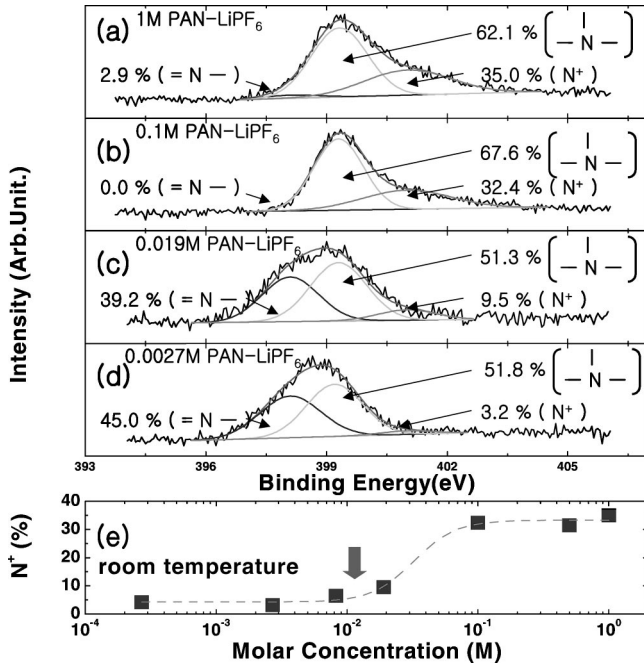 Intensity (Arb.Unit.)
(a) 1M PAN–LiPF6
2.9 % ( = N — )
62.1 % ( — N — )
35.0 % ( N+ )
(b) 0.1M PAN–LiPF6
0.0 % ( = N — )
67.6 % ( — N — )
32.4 % ( N+ )
(c) 0.019M PAN–LiPF6
39.2 % ( = N — )
51.3 % ( — N — )
9.5 % ( N+ )
(d) 0.0027M PAN–LiPF6
45.0 % ( = N — )
51.8 % ( — N — )
3.2 % ( N+ )
393 396 399 402 405
Binding Energy(eV)
N+ (%)
40
30
20
10
0
(e)
room temperature
10-4 10-3 10-2 10-1 100
Molar Concentration (M)